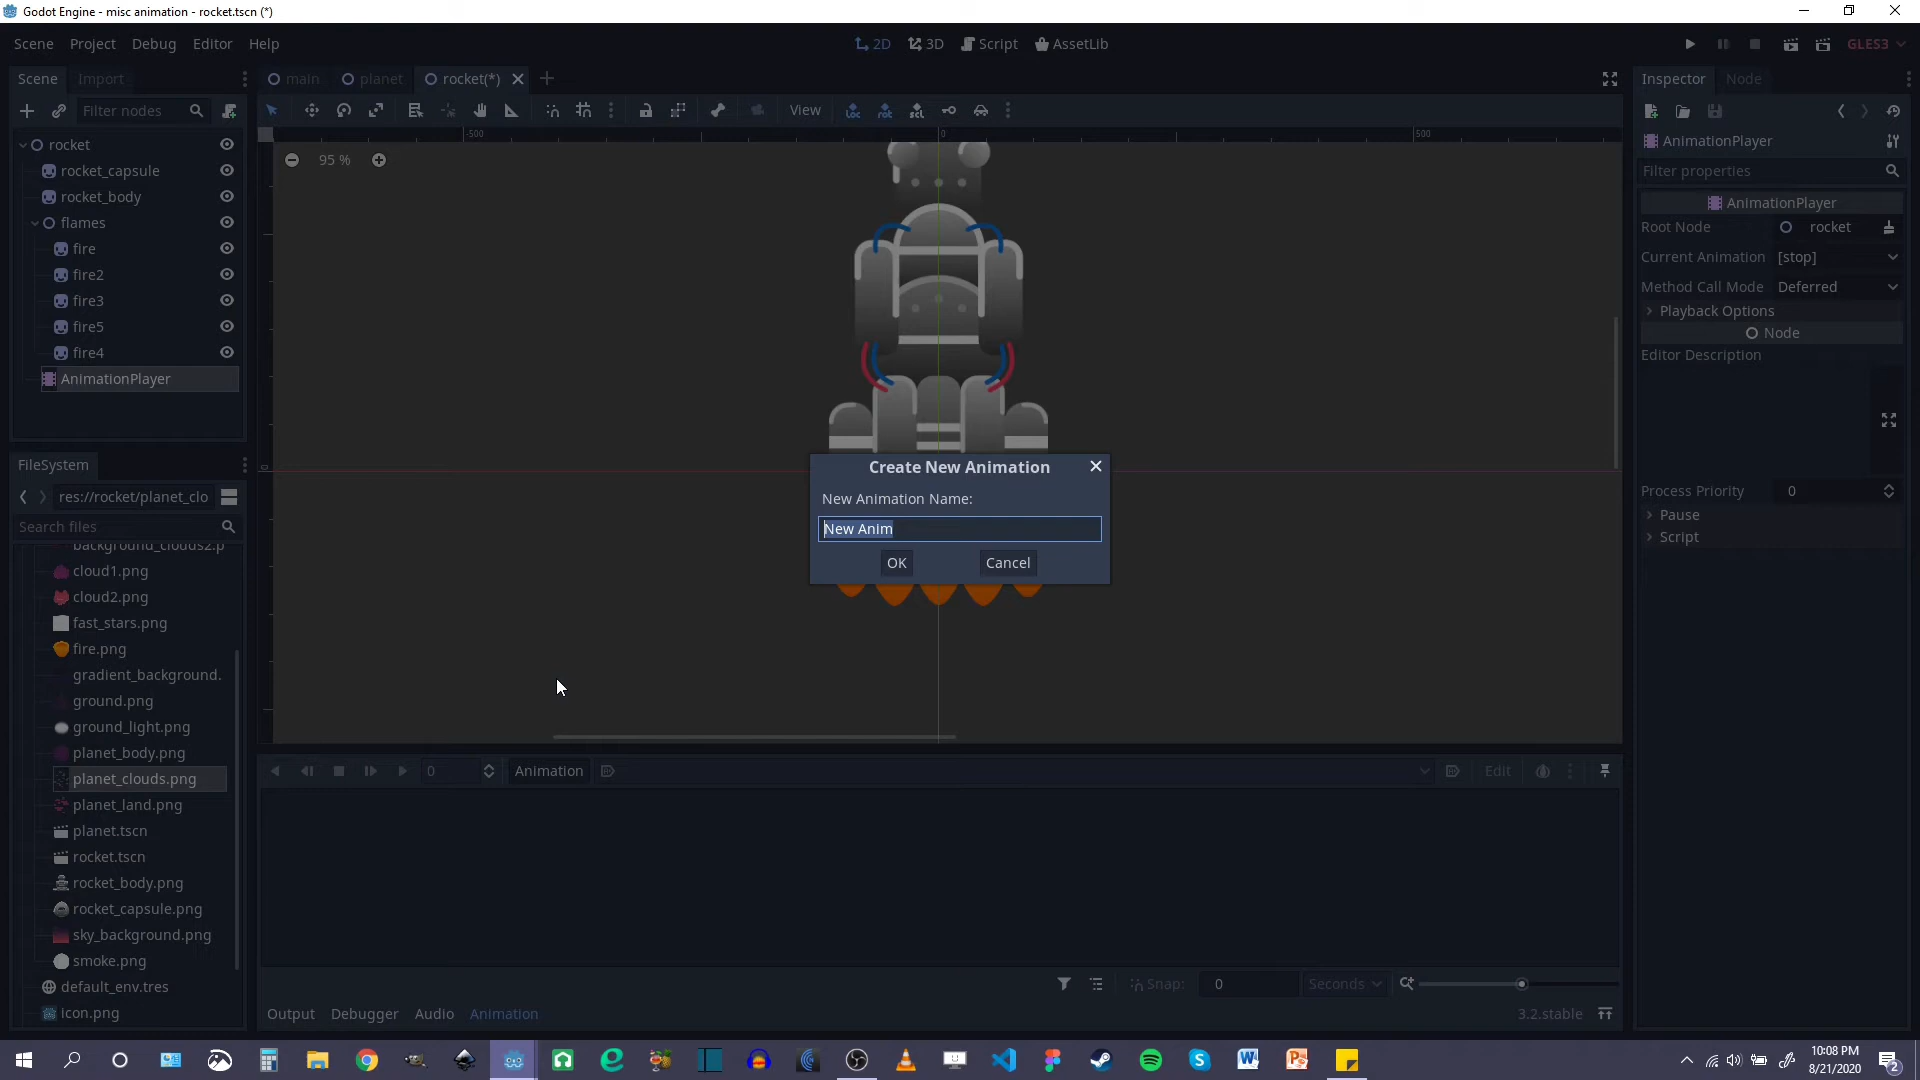 Godot Engine - misc animation - rocket.tscn (*)
Scene Project Debug Editor Help
2D 3D Script AssetLib
GLES3
Scene Import
main planet rocket(*)
Inspector Node
Filter nodes
View
-500 0 500
95 %
rocket
rocket_capsule
rocket_body
flames
fire
fire2
fire3
fire5
fire4
AnimationPlayer
AnimationPlayer
Filter properties
AnimationPlayer
Root Node rocket
Current Animation [stop]
Method Call Mode Deferred
Playback Options
Node
Editor Description
Process Priority 0
Pause
Script
Create New Animation
New Animation Name:
New Anim
OK Cancel
FileSystem
res://rocket/planet_clo
Search files
background_clouds2.p
cloud1.png
cloud2.png
fast_stars.png
fire.png
gradient_background.
ground.png
ground_light.png
planet_body.png
planet_clouds.png
planet_land.png
planet.tscn
rocket.tscn
rocket_body.png
rocket_capsule.png
sky_background.png
smoke.png
default_env.tres
icon.png
0 Animation Edit
Snap: 0 Seconds
Output Debugger Audio Animation
3.2.stable
10:08 PM
8/21/2020
2